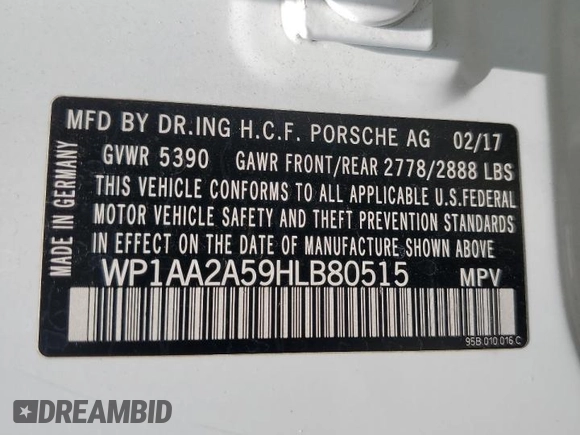 MFD BY DR.ING H.C.F. PORSCHE AG 02/17
GVWR 5390 GAWR FRONT/REAR 2778/2888 LBS
THIS VEHICLE CONFORMS TO ALL APPLICABLE U.S.FEDERAL
MOTOR VEHICLE SAFETY AND THEFT PREVENTION STANDARDS
IN EFFECT ON THE DATE OF MANUFACTURE SHOWN ABOVE
WP1AA2A59HLB80515 MPV
MADE IN GERMANY
95B.010.016.C
DREAMBID